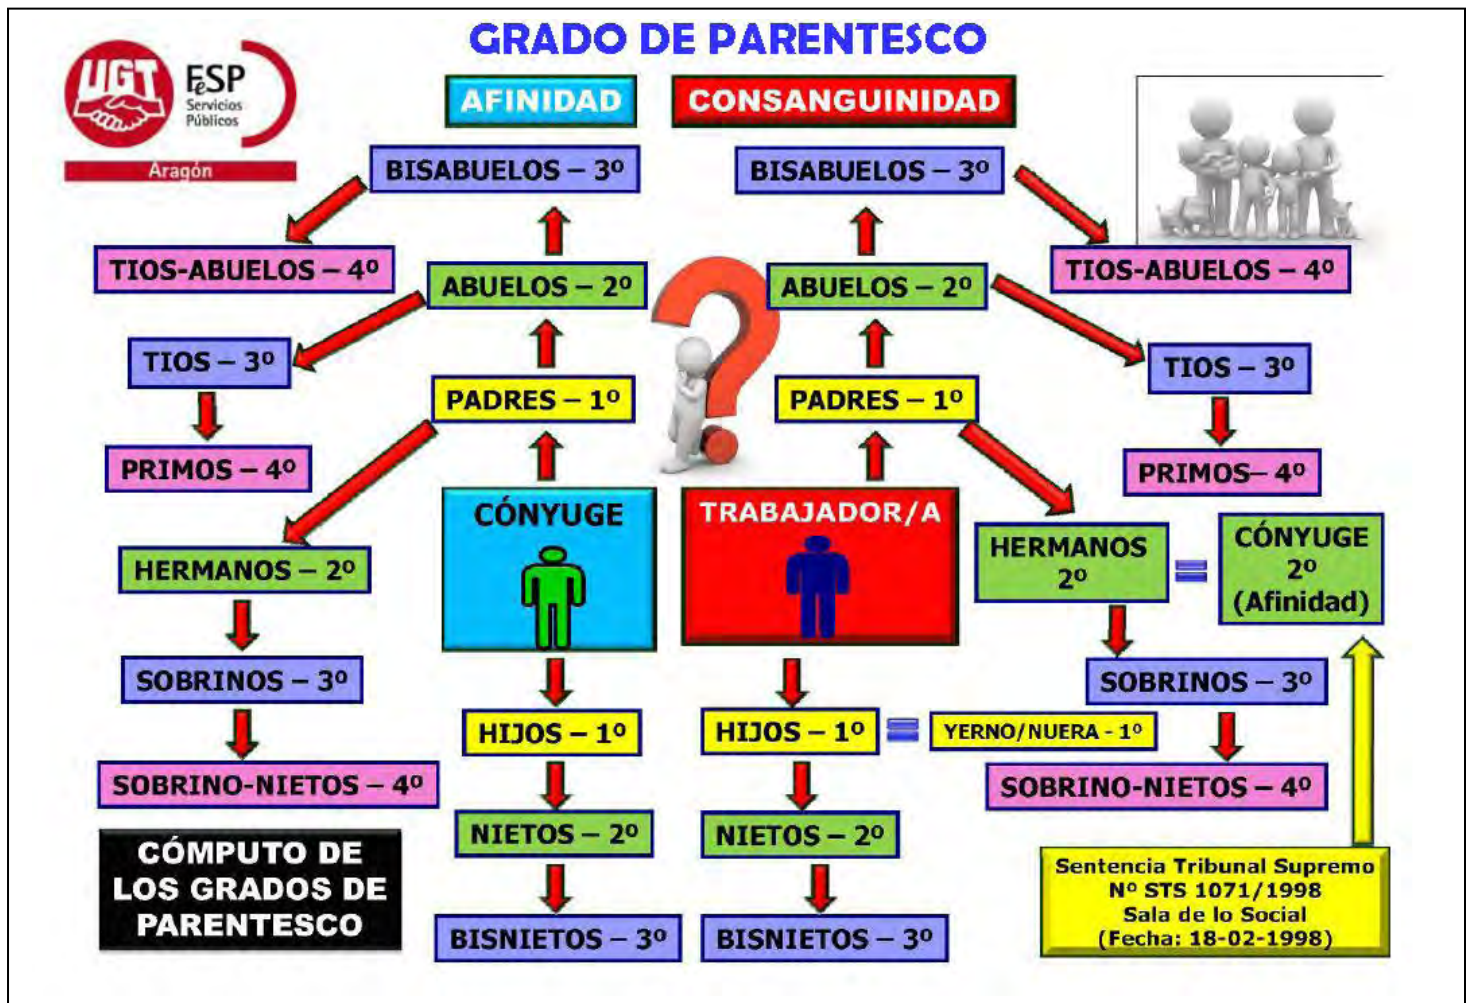 GRADO DE PARENTESCO
UGT
FeSP
Servicios
Públicos
Aragón
AFINIDAD
CONSANGUINIDAD
BISABUELOS – 3º
BISABUELOS – 3º
TIOS-ABUELOS – 4º
ABUELOS – 2º
ABUELOS – 2º
TIOS-ABUELOS – 4º
TIOS – 3º
TIOS – 3º
PADRES – 1º
PADRES – 1º
PRIMOS – 4º
PRIMOS– 4º
CÓNYUGE
TRABAJADOR/A
HERMANOS – 2º
HERMANOS
2º
=
CÓNYUGE
2º
(Afinidad)
SOBRINOS – 3º
SOBRINOS – 3º
HIJOS – 1º
HIJOS – 1º = YERNO/NUERA - 1º
SOBRINO-NIETOS – 4º
SOBRINO-NIETOS – 4º
NIETOS – 2º
NIETOS – 2º
CÓMPUTO DE
LOS GRADOS DE
PARENTESCO
Sentencia Tribunal Supremo
Nº STS 1071/1998
Sala de lo Social
(Fecha: 18-02-1998)
BISNIETOS – 3º
BISNIETOS – 3º